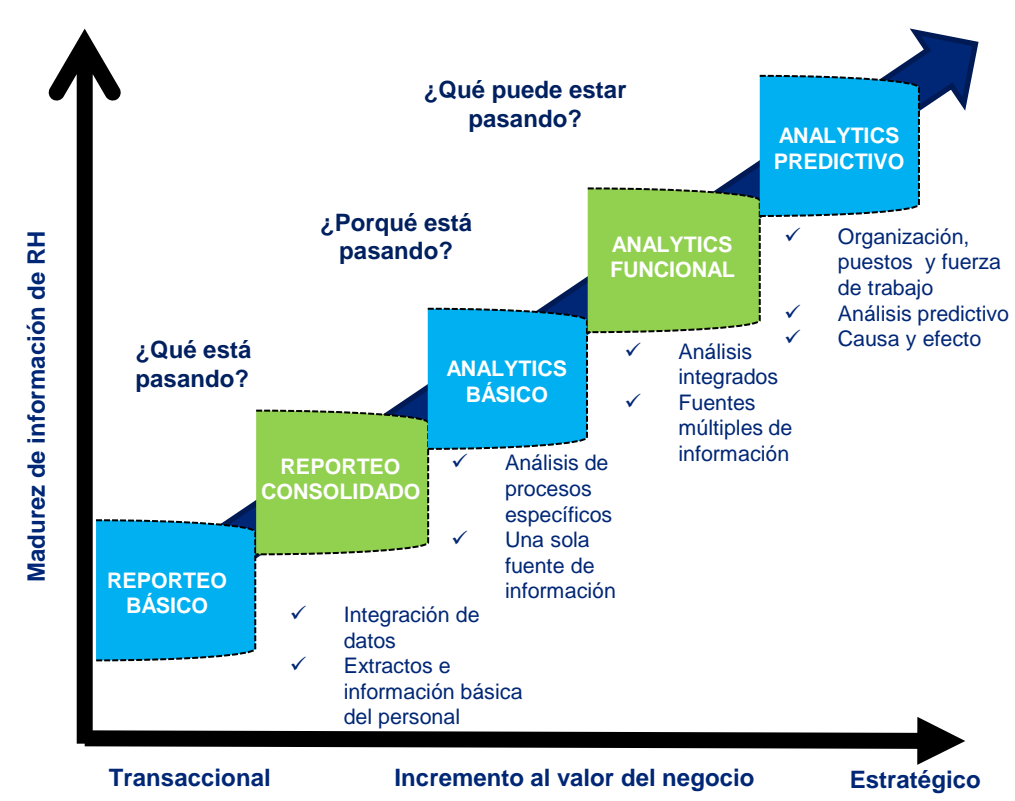 ¿Qué puede estar
pasando?
ANALYTICS
PREDICTIVO
¿Porqué está
pasando?
ANALYTICS
FUNCIONAL
✓ Organización,
puestos y fuerza
de trabajo
✓ Análisis predictivo
✓ Causa y efecto
¿Qué está
pasando?
ANALYTICS
BÁSICO
✓ Análisis
integrados
✓ Fuentes
múltiples de
información
REPORTEO
CONSOLIDADO
✓ Análisis de
procesos
específicos
✓ Una sola
fuente de
información
REPORTEO
BÁSICO
✓ Integración de
datos
✓ Extractos e
información básica
del personal
Madurez de información de RH
Transaccional
Incremento al valor del negocio
Estratégico